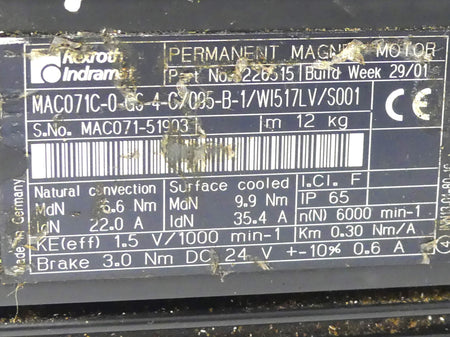 Rexroth
Indramat
PERMANENT MAGNET MOTOR
Part No. 226515 Build Week 29/01
MAC071C-0-GS-4-C/095-B-1/WI517LV/S001
S.No. MAC071-51903 m 12 kg
CE
Natural convection Surface cooled I.Cl. F
MdN 6.6 Nm MdN 9.9 Nm IP 65
IdN 22.0 A IdN 35.4 A n(N) 6000 min-1
KE(eff) 1.5 V/1000 min-1 Km 0.30 Nm/A
Brake 3.0 Nm DC 24 V +-10% 0.6 A
Made in Germany